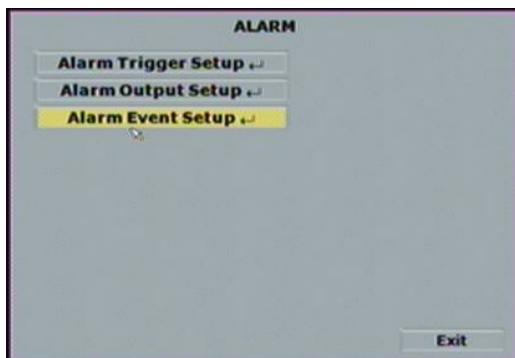 ALARM
Alarm Trigger Setup ↵
Alarm Output Setup ↵
Alarm Event Setup ↵
Exit